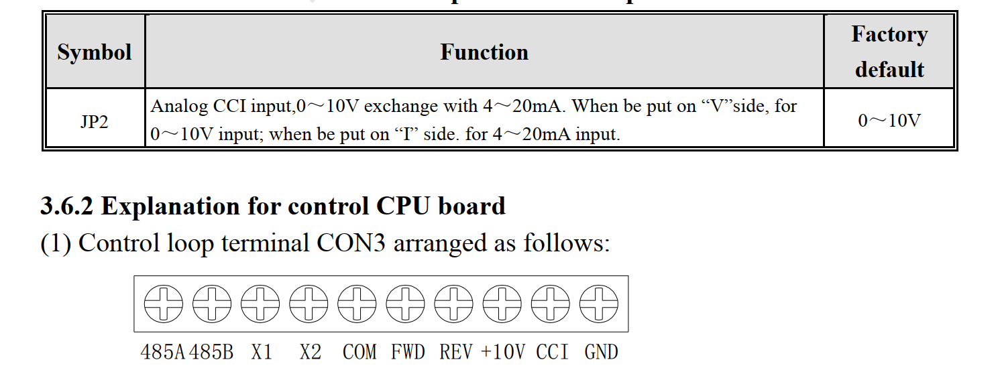 Symbol
Function
Factory
default
JP2
Analog CCI input,0～10V exchange with 4～20mA. When be put on “V”side, for
0～10V input; when be put on “I” side. for 4～20mA input.
0～10V
3.6.2 Explanation for control CPU board
(1) Control loop terminal CON3 arranged as follows:
485A 485B X1 X2 COM FWD REV +10V CCI GND